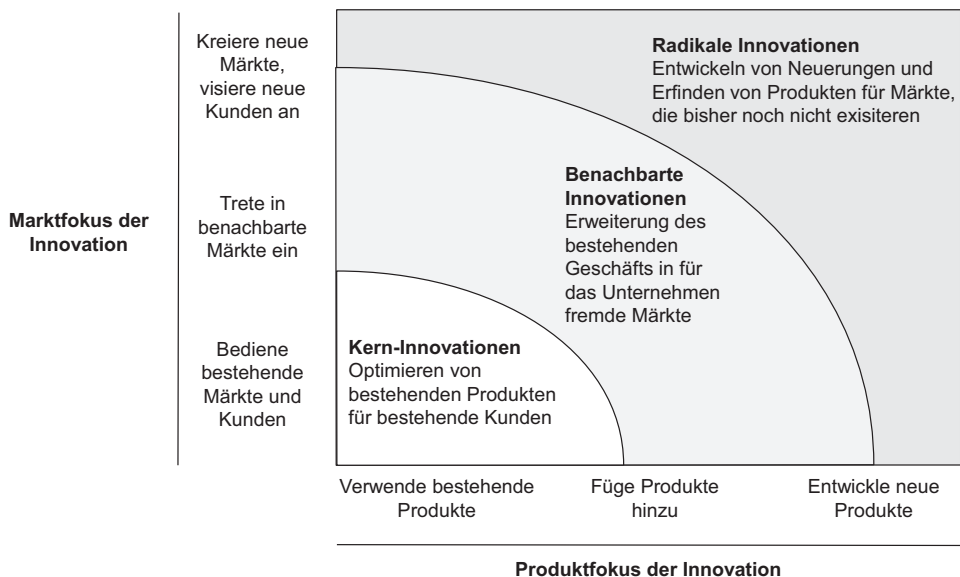 Marktfokus der
Innovation
Kreiere neue
Märkte,
visiere neue
Kunden an
Trete in
benachbarte
Märkte ein
Bediene
bestehende
Märkte und
Kunden
Radikale Innovationen
Entwickeln von Neuerungen und
Erfinden von Produkten für Märkte,
die bisher noch nicht exisiteren
Benachbarte
Innovationen
Erweiterung des
bestehenden
Geschäfts in für
das Unternehmen
fremde Märkte
Kern-Innovationen
Optimieren von
bestehenden Produkten
für bestehende Kunden
Verwende bestehende
Produkte
Füge Produkte
hinzu
Entwickle neue
Produkte
Produktfokus der Innovation